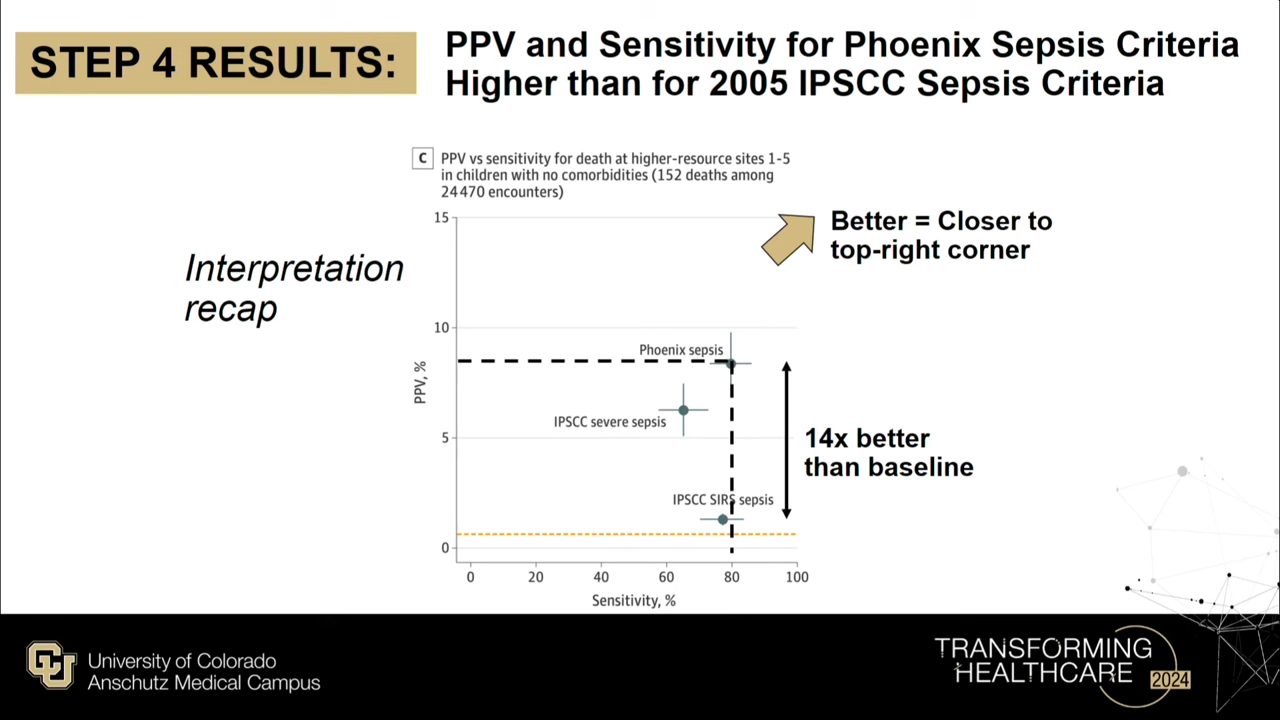 STEP 4 RESULTS:
PPV and Sensitivity for Phoenix Sepsis Criteria
Higher than for 2005 IPSCC Sepsis Criteria
C PPV vs sensitivity for death at higher-resource sites 1-5
in children with no comorbidities (152 deaths among
24 470 encounters)
Interpretation
recap
Better = Closer to
top-right corner
15
10
5
0
PPV, %
Phoenix sepsis
IPSCC severe sepsis
IPSCC SIRS sepsis
14x better
than baseline
0 20 40 60 80 100
Sensitivity, %
CU
University of Colorado
Anschutz Medical Campus
TRANSFORMING
HEALTHCARE
2024